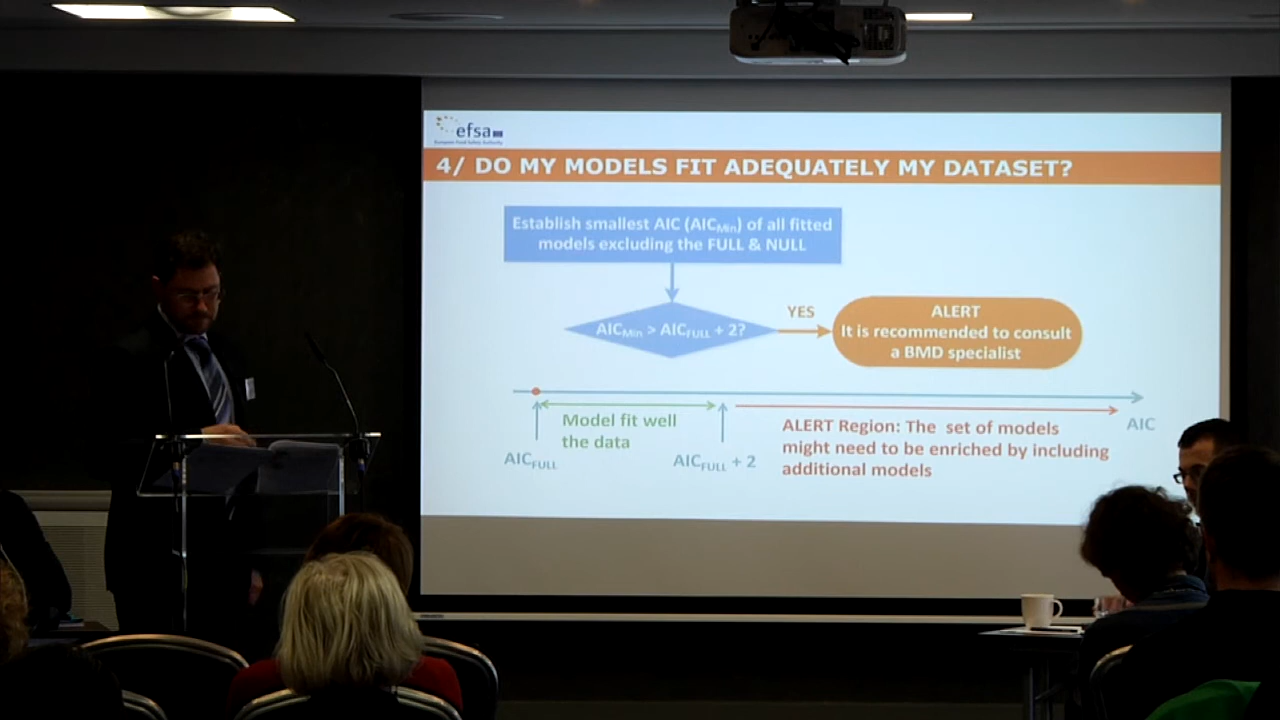 efsa
European Food Safety Authority
4/ DO MY MODELS FIT ADEQUATELY MY DATASET?
Establish smallest AIC (AICMin) of all fitted
models excluding the FULL & NULL
AICMin > AICFULL + 2?
YES
ALERT
It is recommended to consult
a BMD specialist
Model fit well
the data
AICFULL
AICFULL + 2
ALERT Region: The set of models
might need to be enriched by including
additional models
AIC